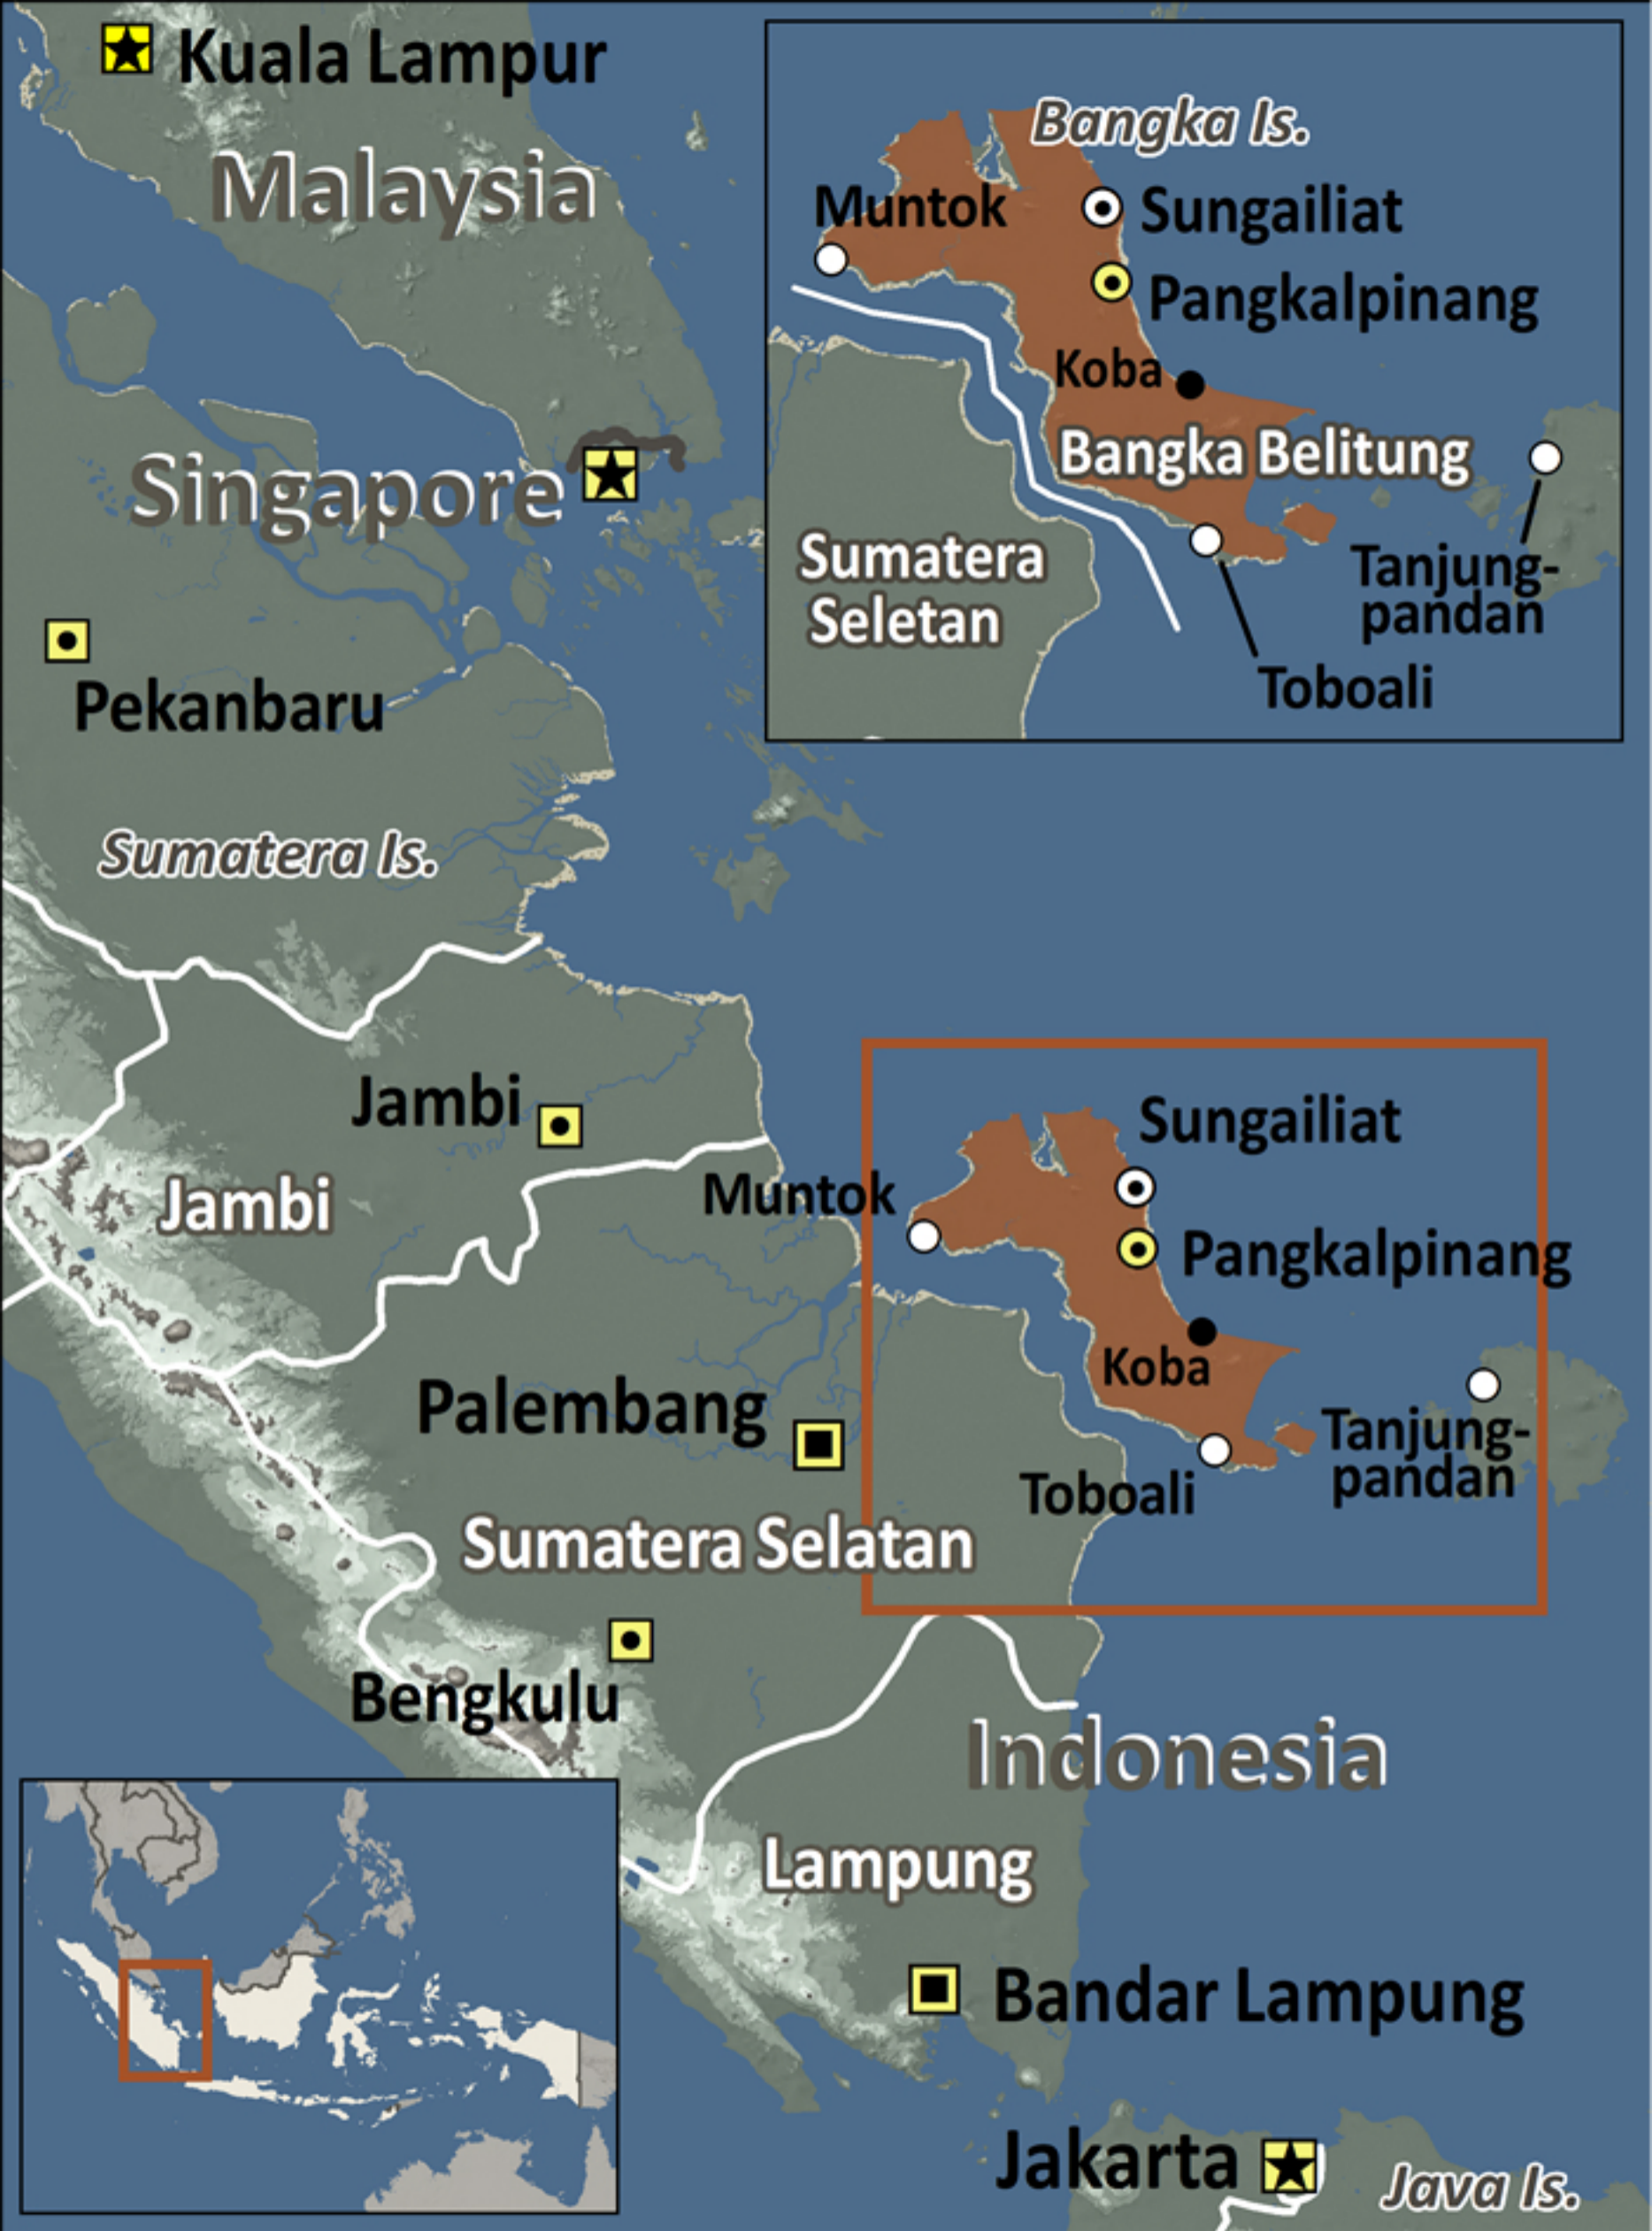 Kuala Lampur
Malaysia
Singapore
Pekanbaru
Sumatera Is.
Bangka Is.
Muntok
Sungailiat
Pangkalpinang
Koba
Bangka Belitung
Sumatera
Seletan
Tanjung-
pandan
Toboali
Jambi
Jambi
Sungailiat
Muntok
Pangkalpinang
Koba
Palembang
Tanjung-
pandan
Toboali
Sumatera Selatan
Bengkulu
Indonesia
Lampung
Bandar Lampung
Jakarta
Java Is.